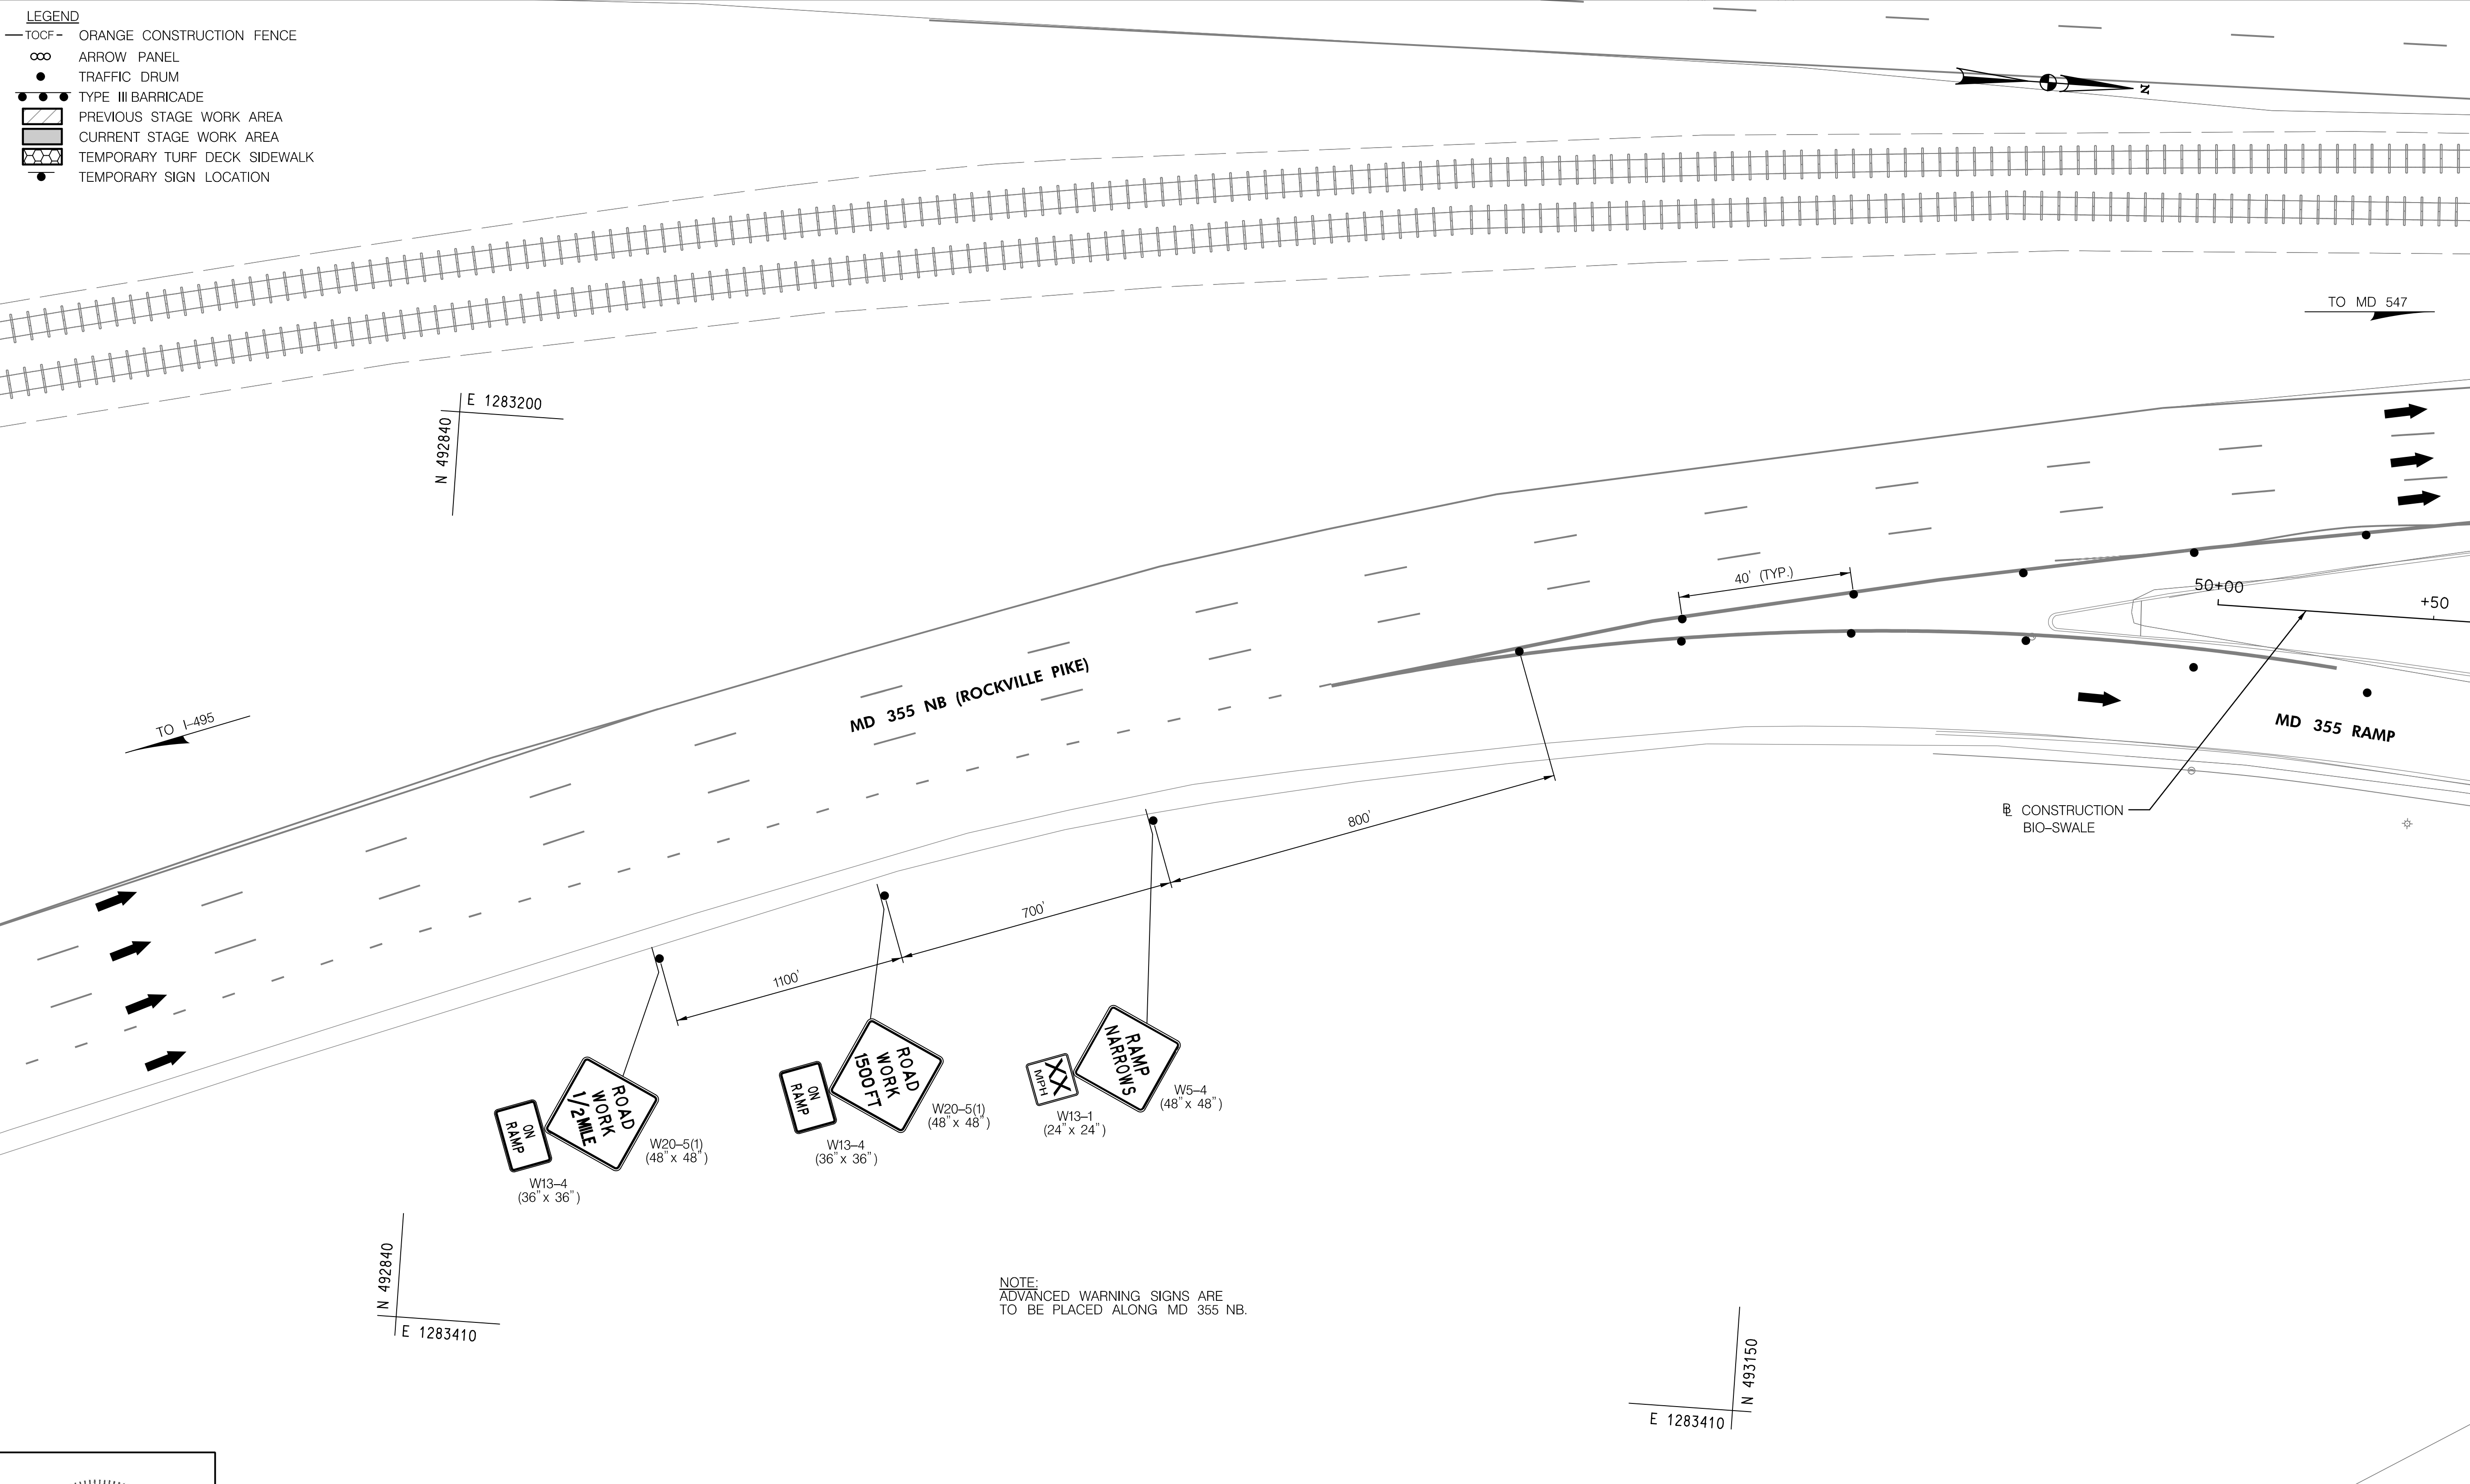 LEGEND
TOCF ORANGE CONSTRUCTION FENCE
ARROW PANEL
TRAFFIC DRUM
TYPE III BARRICADE
PREVIOUS STAGE WORK AREA
CURRENT STAGE WORK AREA
TEMPORARY TURF DECK SIDEWALK
TEMPORARY SIGN LOCATION
N
TO MD 547
E 1283200
N 492840
40' (TYP.)
50+00
+50
MD 355 NB (ROCKVILLE PIKE)
TO I-495
MD 355 RAMP
BL CONSTRUCTION
BIO-SWALE
800'
700'
1100'
ROAD
WORK
1/2 MILE
ON
RAMP
W20-5(1)
(48" x 48")
W13-4
(36" x 36")
ROAD
WORK
1500 FT
ON
RAMP
W20-5(1)
(48" x 48")
W13-4
(36" x 36")
RAMP
NARROWS
XX
MPH
W5-4
(48" x 48")
W13-1
(24" x 24")
NOTE:
ADVANCED WARNING SIGNS ARE
TO BE PLACED ALONG MD 355 NB.
N 492840
E 1283410
N 493150
E 1283410